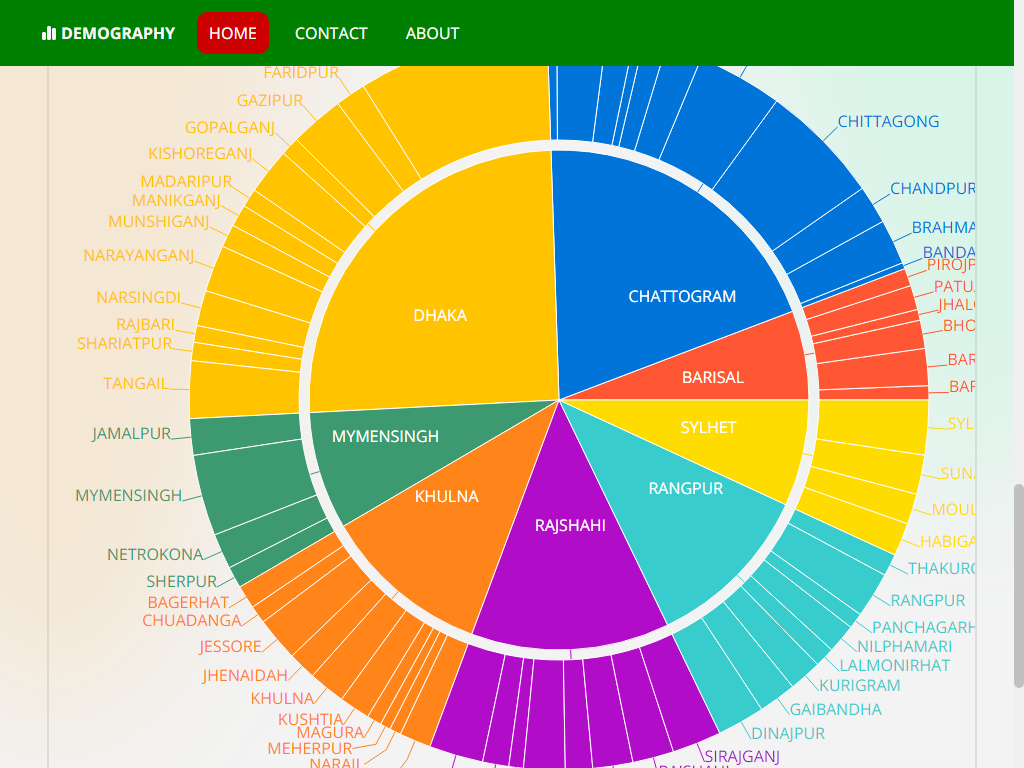 DEMOGRAPHY HOME CONTACT ABOUT
FARIDPUR
GAZIPUR
GOPALGANJ
KISHOREGANJ
MADARIPUR
MANIKGANJ
MUNSHIGANJ
NARAYANGANJ
NARSINGDI
RAJBARI
SHARIATPUR
TANGAIL
JAMALPUR
MYMENSINGH
NETROKONA
SHERPUR
BAGERHAT
CHUADANGA
JESSORE
JHENAIDAH
KHULNA
KUSHTIA
MAGURA
MEHERPUR
NARAIL
DHAKA
CHATTOGRAM
BARISAL
SYLHET
MYMENSINGH
RANGPUR
KHULNA
RAJSHAHI
CHITTAGONG
CHANDPUR
BRAHMA
BANDA
PIROJP
PATU
JHAL
BHO
BAR
BAR
SYL
SUNA
MOUL
HABIGA
THAKURG
RANGPUR
PANCHAGARH
NILPHAMARI
LALMONIRHAT
KURIGRAM
GAIBANDHA
DINAJPUR
SIRAJGANJ